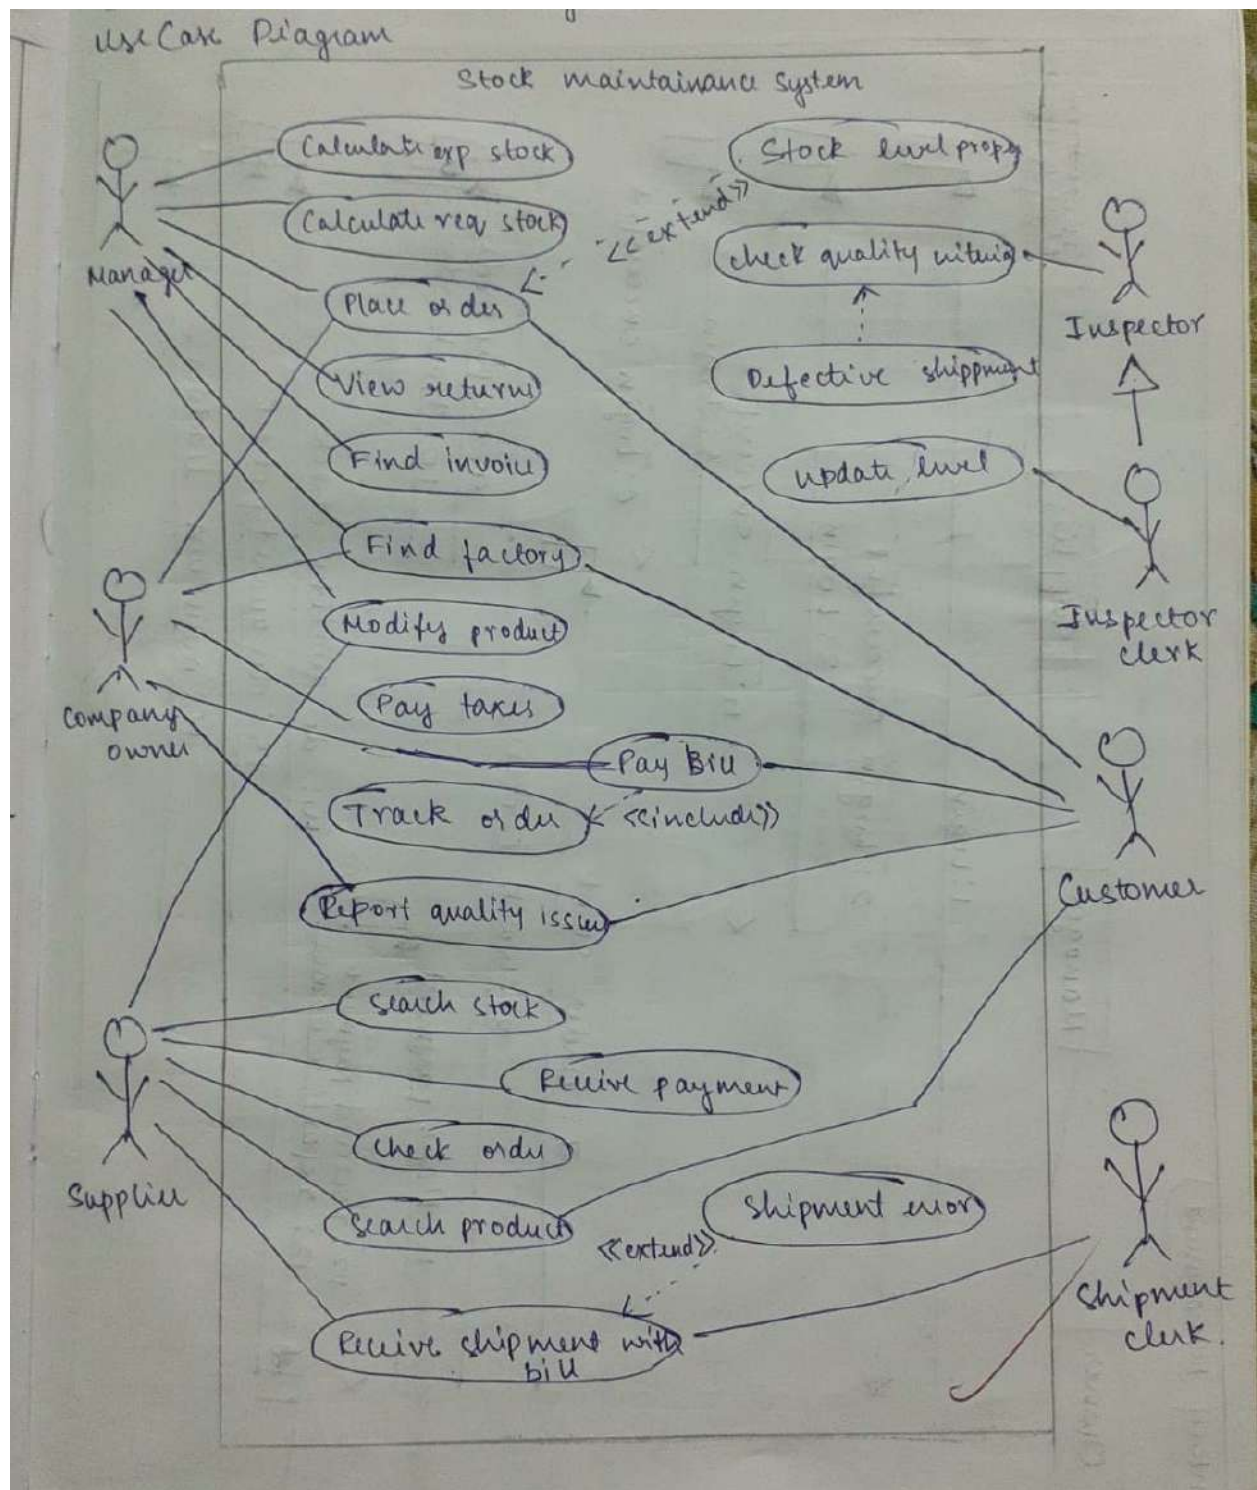 Use Case Diagram
Stock maintainance System
Calculate exp stock
Stock level
Calculate req stock
<<extend>>
Manager
check quality
Place order
Inspector
View returns
Defective shippment
Find invoice
update level
Find factory
Modify product
Inspector
clerk
Pay taxes
Company
owner
Pay Bill
Track order
<<include>>
Report quality issue
Customer
Search stock
Receive payment
Check order
Supplier
Search product
Shipment error
<<extend>>
Receive shipment with
bill
Shipment
clerk.